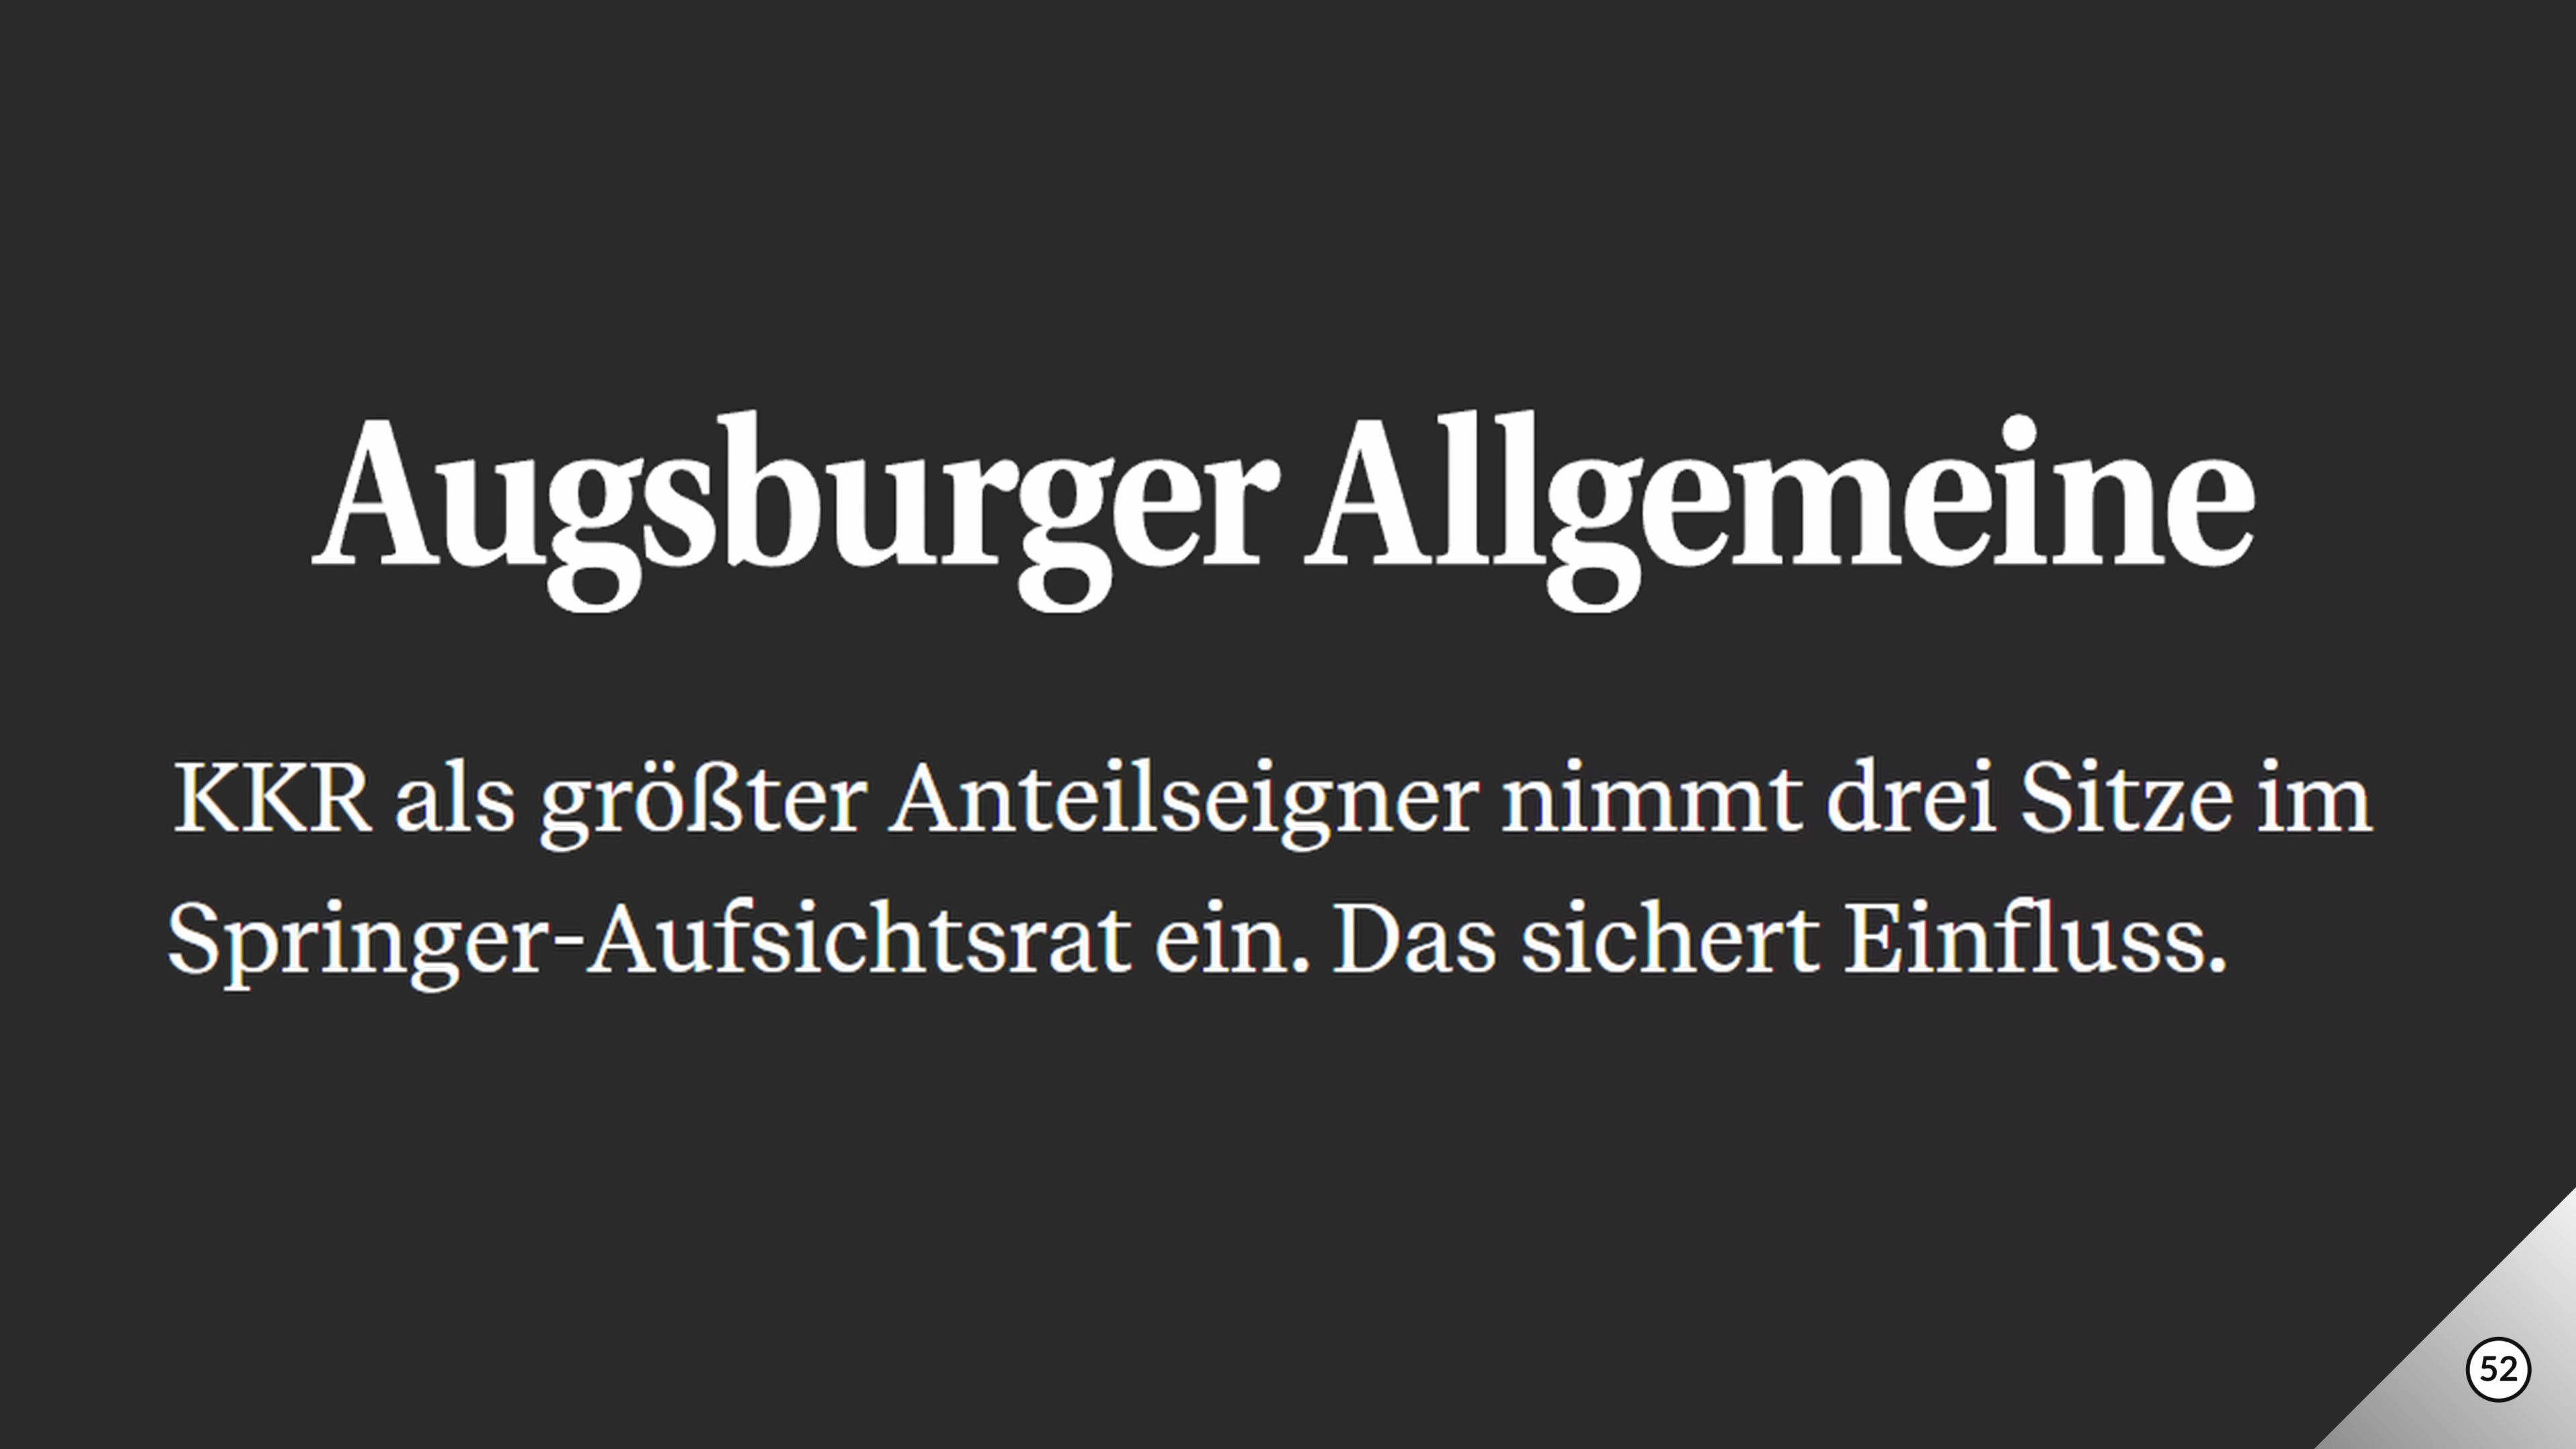 Augsburger Allgemeine
KKR als größter Anteilseigner nimmt drei Sitze im
Springer-Aufsichtsrat ein. Das sichert Einfluss.
52